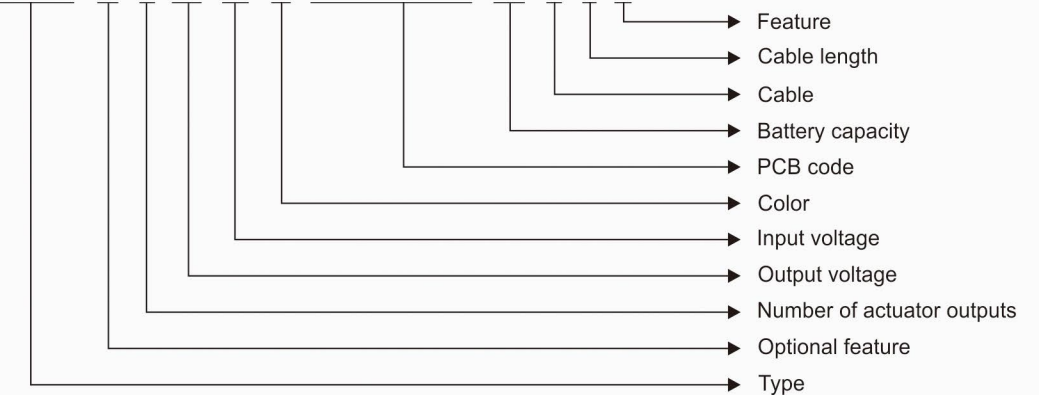 Feature
Cable length
Cable
Battery capacity
PCB code
Color
Input voltage
Output voltage
Number of actuator outputs
Optional feature
Type